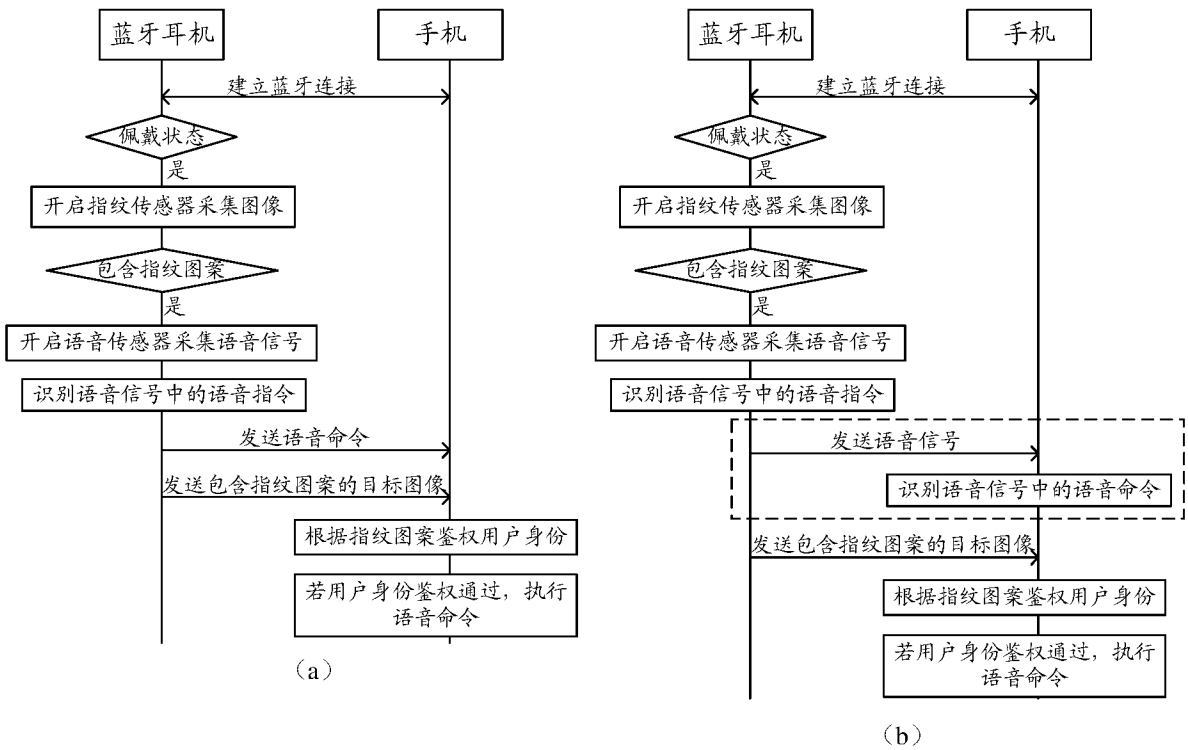 蓝牙耳机
手机
建立蓝牙连接
佩戴状态
是
开启指纹传感器采集图像
包含指纹图案
是
开启语音传感器采集语音信号
识别语音信号中的语音指令
发送语音命令
发送包含指纹图案的目标图像
根据指纹图案鉴权用户身份
若用户身份鉴权通过，执行
语音命令
（a）
蓝牙耳机
手机
建立蓝牙连接
佩戴状态
是
开启指纹传感器采集图像
包含指纹图案
是
开启语音传感器采集语音信号
识别语音信号中的语音指令
发送语音信号
识别语音信号中的语音命令
发送包含指纹图案的目标图像
根据指纹图案鉴权用户身份
若用户身份鉴权通过，执行
语音命令
（b）